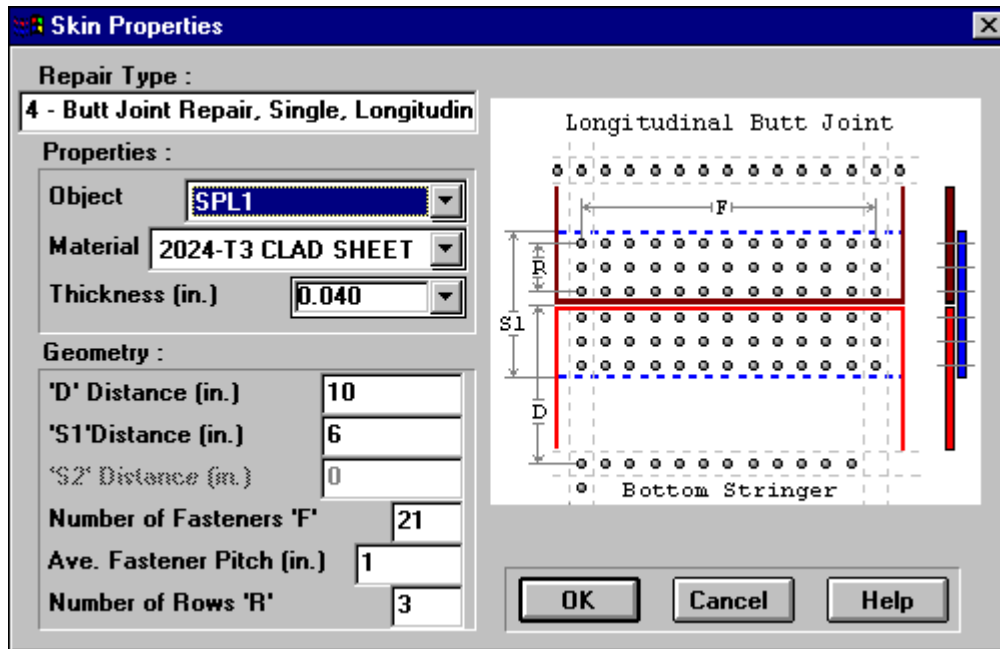 Skin Properties
Repair Type :
4 - Butt Joint Repair, Single, Longitudin
Properties :
Object SPL1
Material 2024-T3 CLAD SHEET
Thickness (in.) 0.040
Geometry :
'D' Distance (in.) 10
'S1'Distance (in.) 6
'S2' Distance (in.) 0
Number of Fasteners 'F' 21
Ave. Fastener Pitch (in.) 1
Number of Rows 'R' 3
Longitudinal Butt Joint
F
R
S1
D
Bottom Stringer
OK Cancel Help